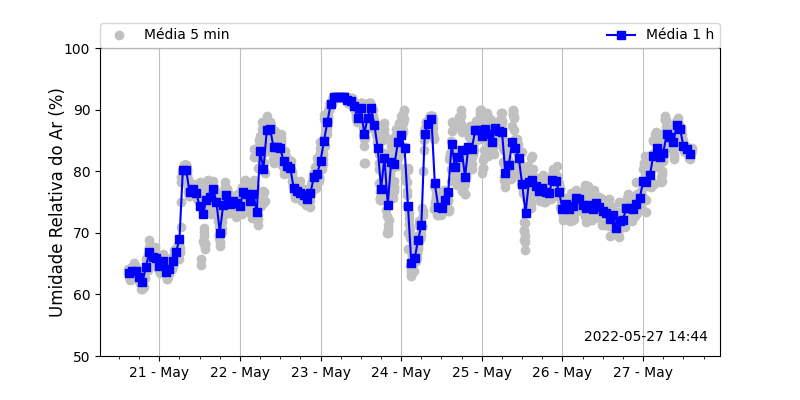 Média 5 min
Média 1 h
100
90
80
70
60
50
Umidade Relativa do Ar (%)
2022-05-27 14:44
21 - May
22 - May
23 - May
24 - May
25 - May
26 - May
27 - May